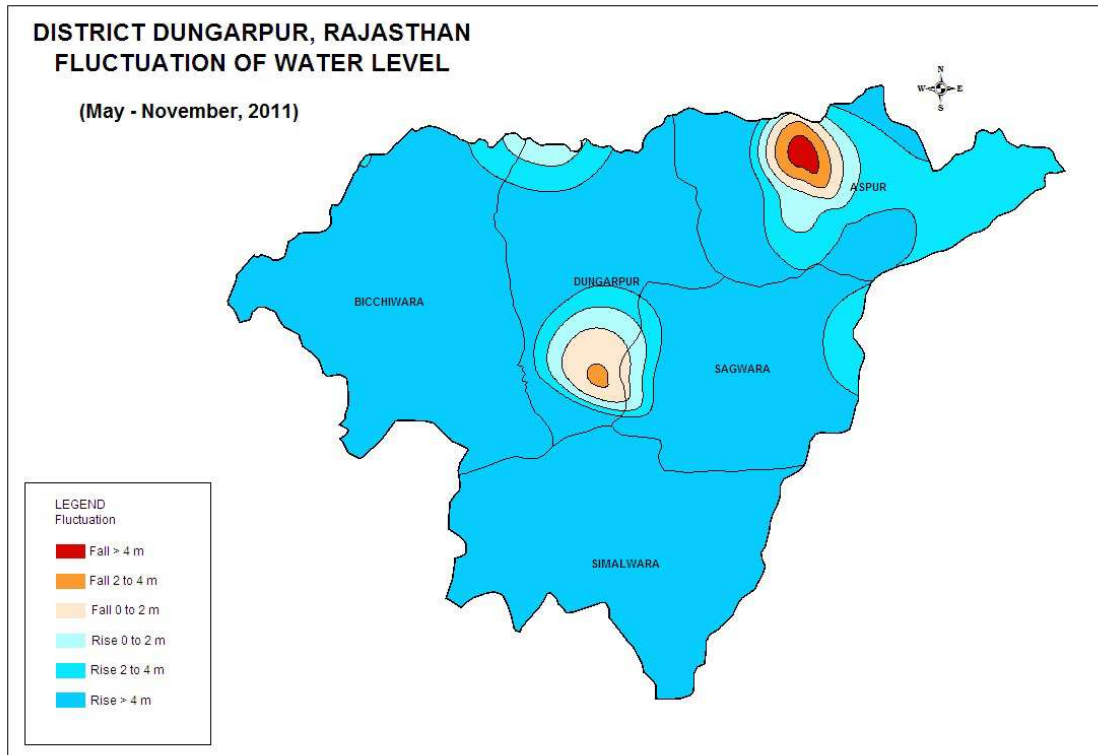 DISTRICT DUNGARPUR, RAJASTHAN
FLUCTUATION OF WATER LEVEL
(May - November, 2011)
N
W E
S
ASPUR
DUNGARPUR
BICCHIWARA
SAGWARA
SIMALWARA
LEGEND
Fluctuation
Fall > 4 m
Fall 2 to 4 m
Fall 0 to 2 m
Rise 0 to 2 m
Rise 2 to 4 m
Rise > 4 m